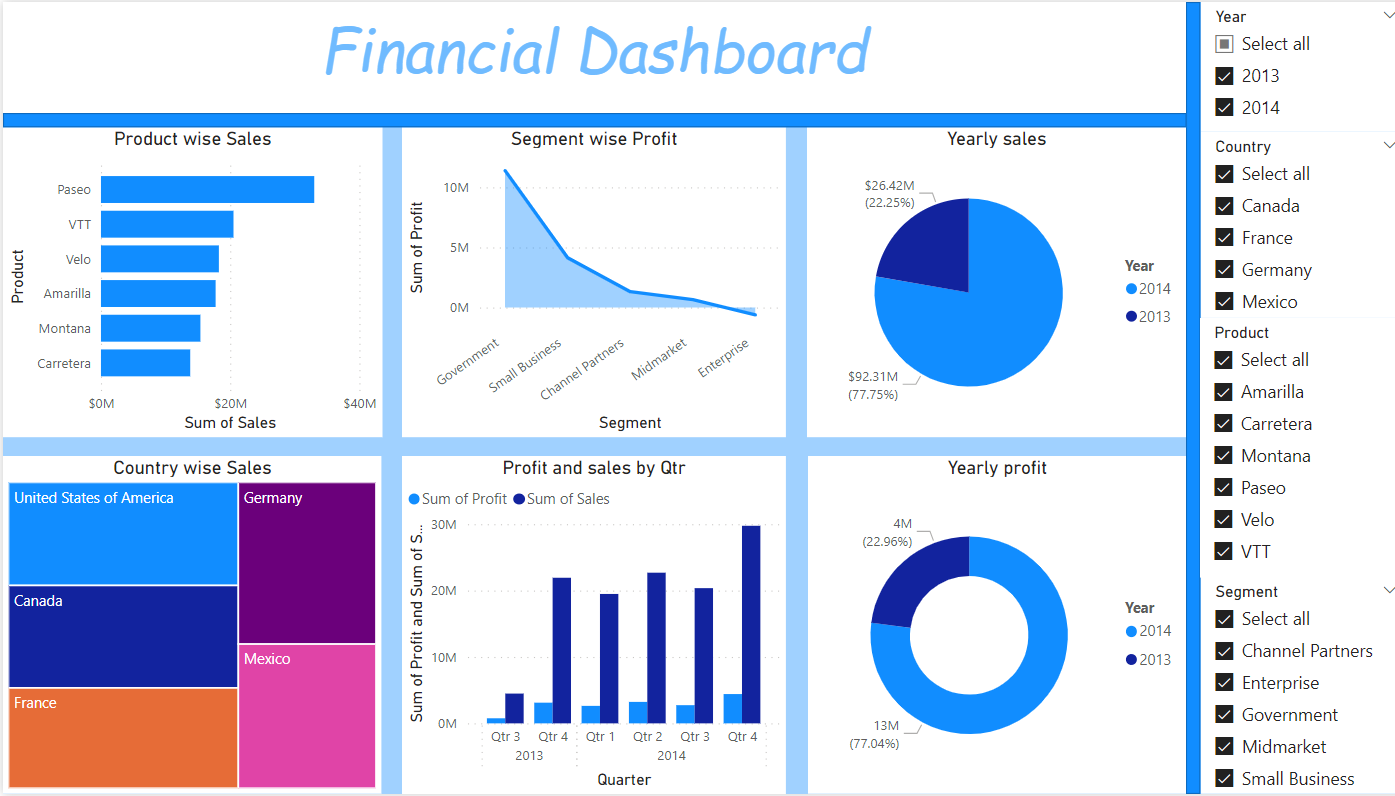 Financial Dashboard
Product wise Sales
Product
Paseo
VTT
Velo
Amarilla
Montana
Carretera
$0M $20M $40M
Sum of Sales
Segment wise Profit
Sum of Profit
10M
5M
0M
Government Small Business Channel Partners Midmarket Enterprise
Segment
Yearly sales
$26.42M
(22.25%)
$92.31M
(77.75%)
Year
2014
2013
Country wise Sales
United States of America
Canada
France
Germany
Mexico
Profit and sales by Qtr
Sum of Profit Sum of Sales
Sum of Profit and Sum of S...
30M
20M
10M
0M
Qtr 3 Qtr 4 Qtr 1 Qtr 2 Qtr 3 Qtr 4
2013 2014
Quarter
Yearly profit
4M
(22.96%)
13M
(77.04%)
Year
2014
2013
Year
Select all
2013
2014
Country
Select all
Canada
France
Germany
Mexico
Product
Select all
Amarilla
Carretera
Montana
Paseo
Velo
VTT
Segment
Select all
Channel Partners
Enterprise
Government
Midmarket
Small Business